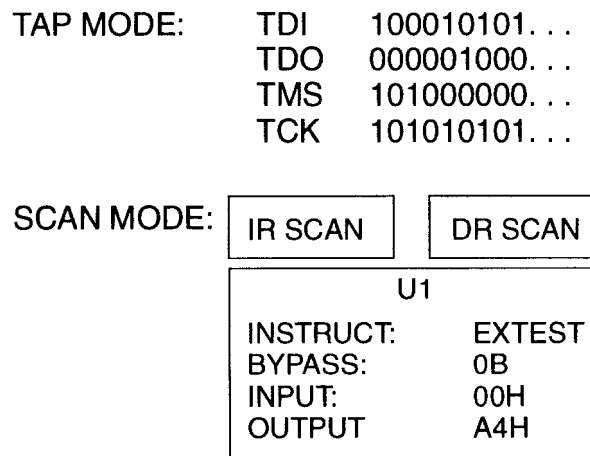 TAP MODE: TDI 100010101...
TDO 000001000...
TMS 101000000...
TCK 101010101...
SCAN MODE: IR SCAN DR SCAN
U1
INSTRUCT: EXTEST
BYPASS: 0B
INPUT: 00H
OUTPUT A4H